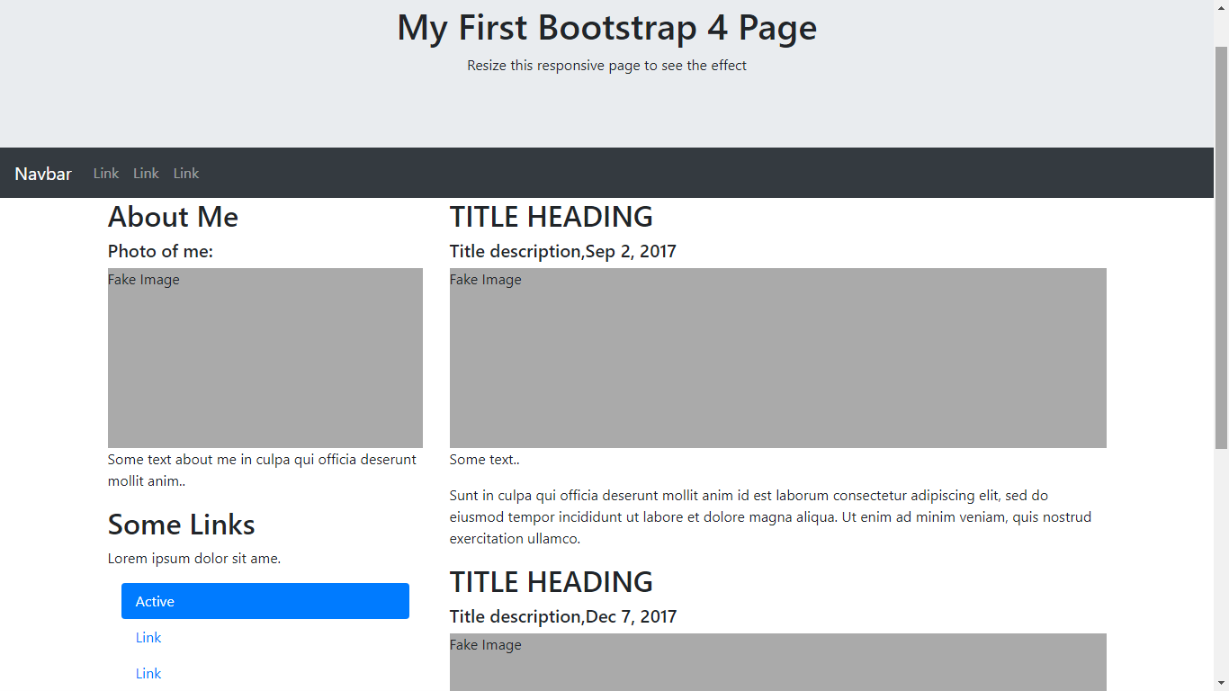 My First Bootstrap 4 Page
Resize this responsive page to see the effect
Navbar Link Link Link
About Me
Photo of me:
Fake Image
Some text about me in culpa qui officia deserunt
mollit anim..
Some Links
Lorem ipsum dolor sit ame.
Active
Link
Link
TITLE HEADING
Title description,Sep 2, 2017
Fake Image
Some text..
Sunt in culpa qui officia deserunt mollit anim id est laborum consectetur adipiscing elit, sed do
eiusmod tempor incididunt ut labore et dolore magna aliqua. Ut enim ad minim veniam, quis nostrud
exercitation ullamco.
TITLE HEADING
Title description,Dec 7, 2017
Fake Image